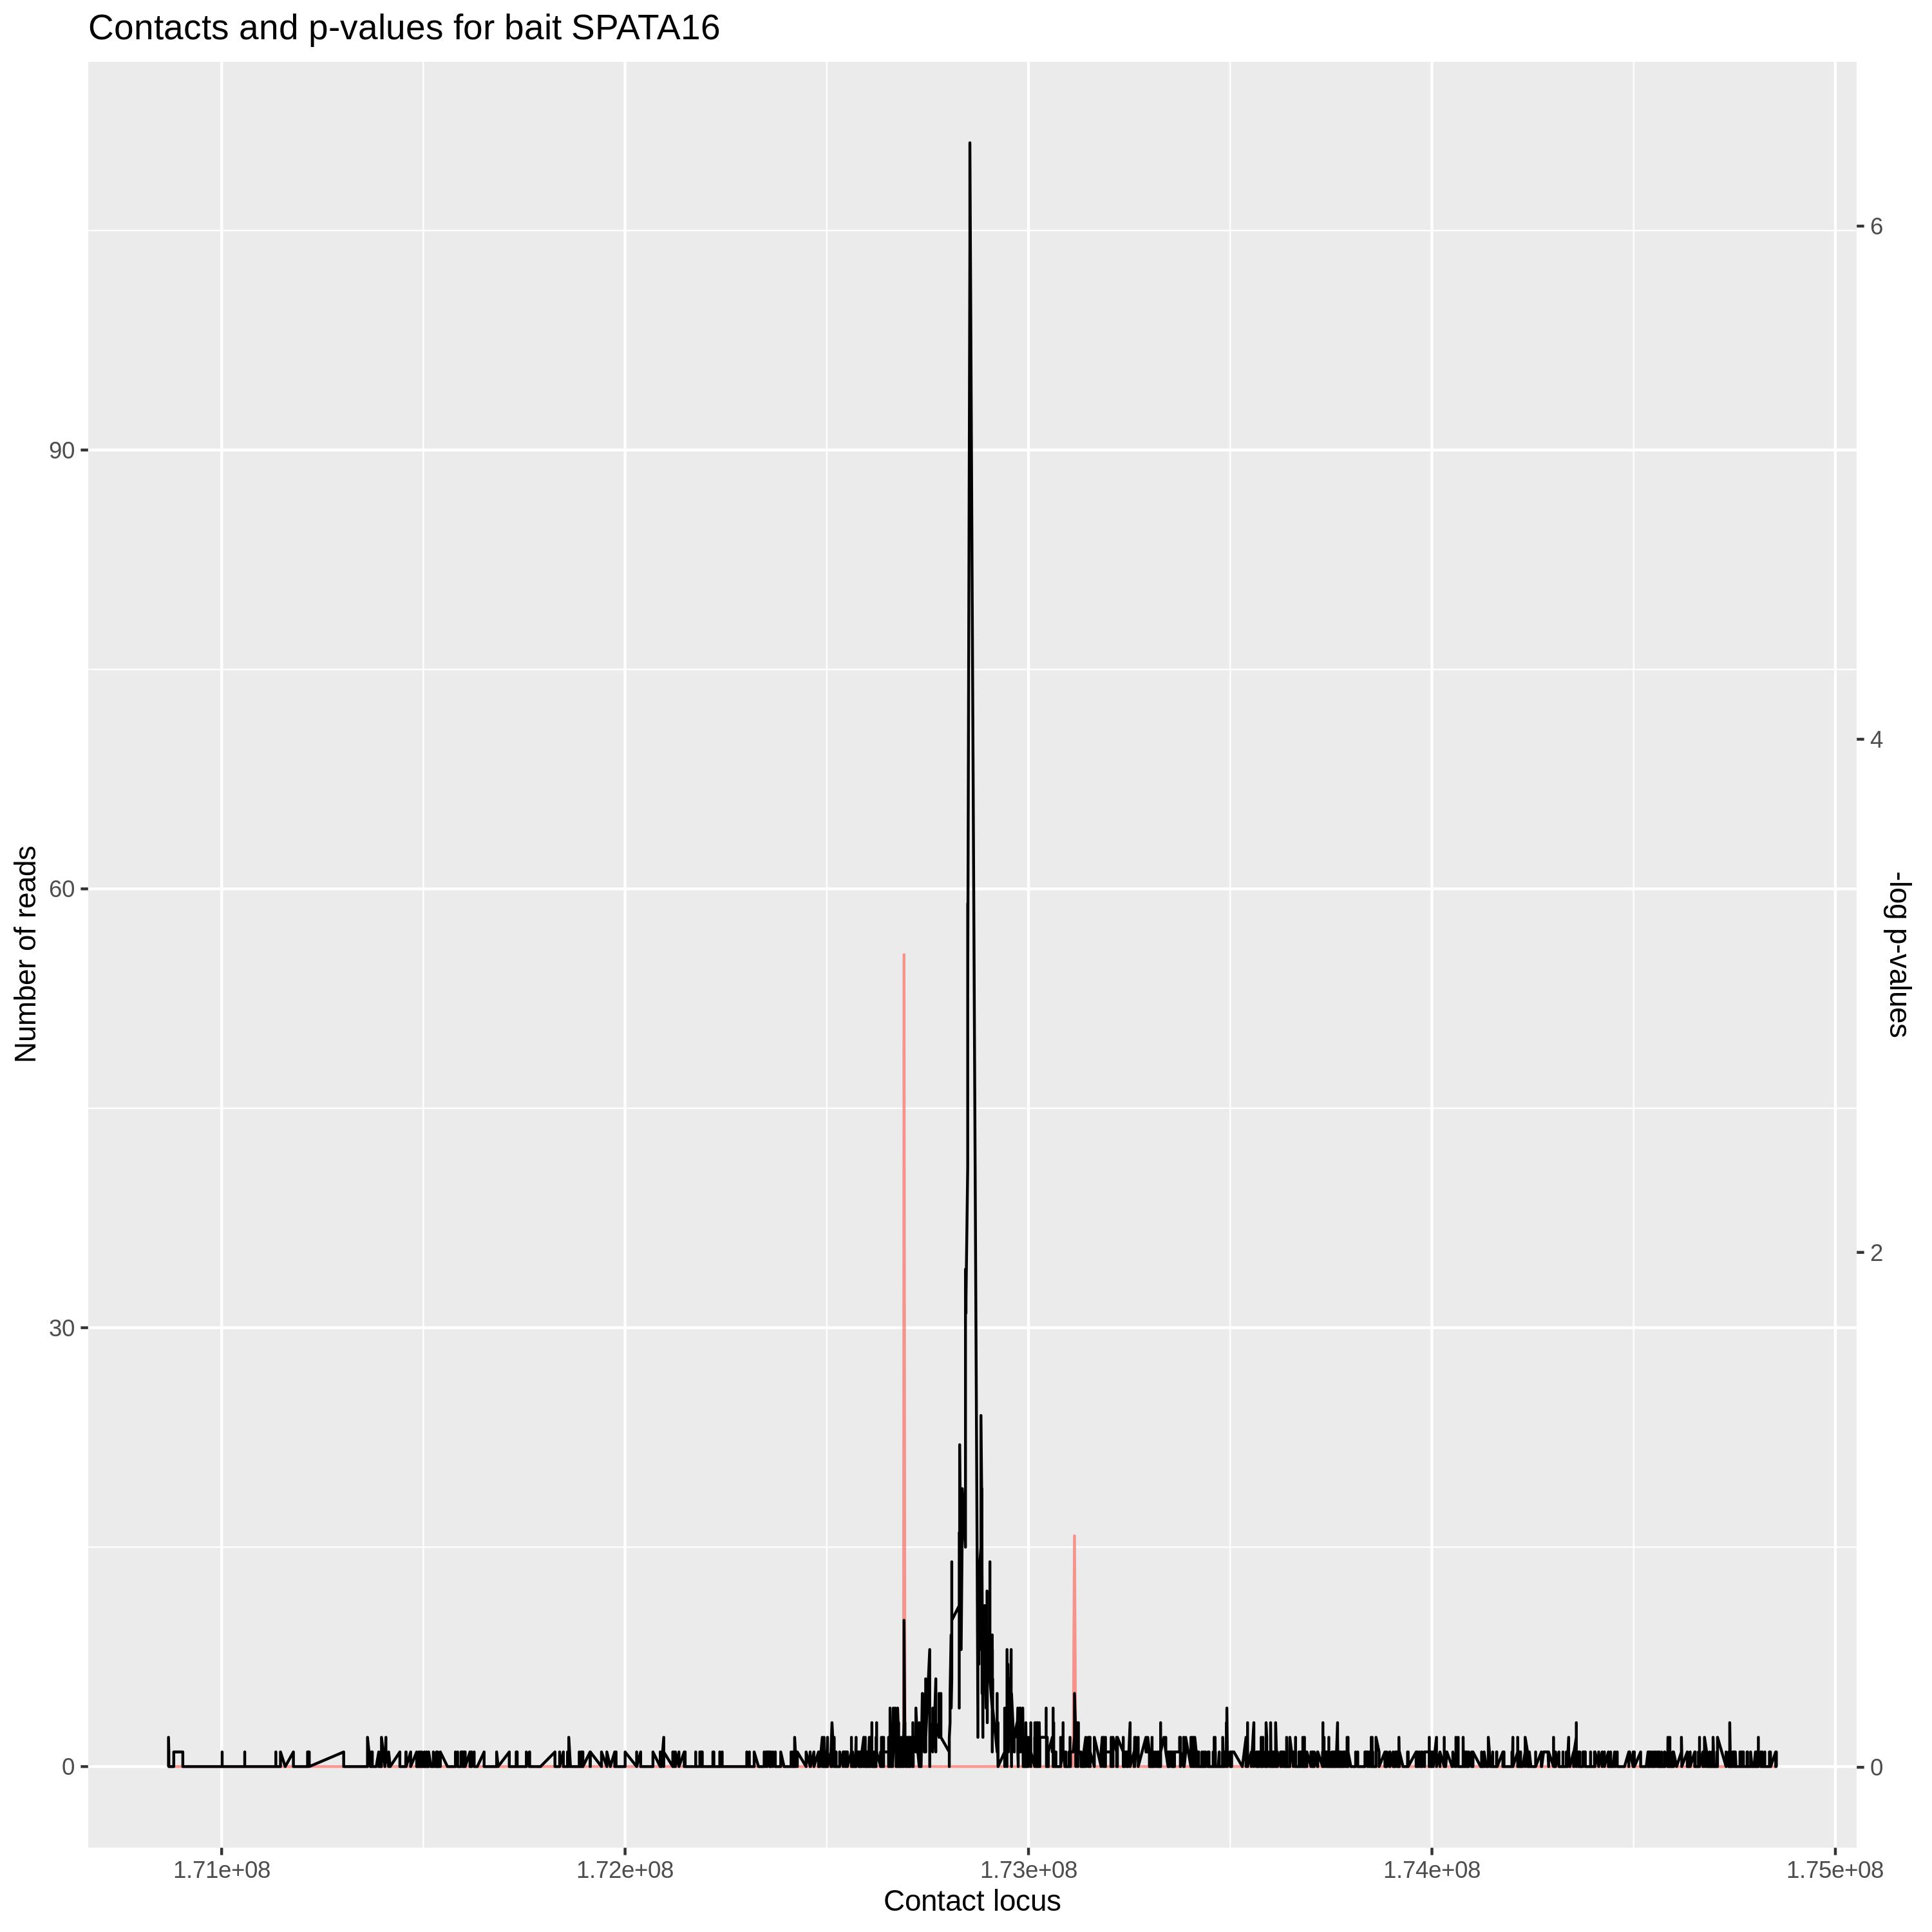 Contacts and p-values for bait SPATA16
Number of reads
90
60
30
0
6
4
2
0
-log p-values
1.71e+08 1.72e+08 1.73e+08 1.74e+08 1.75e+08
Contact locus